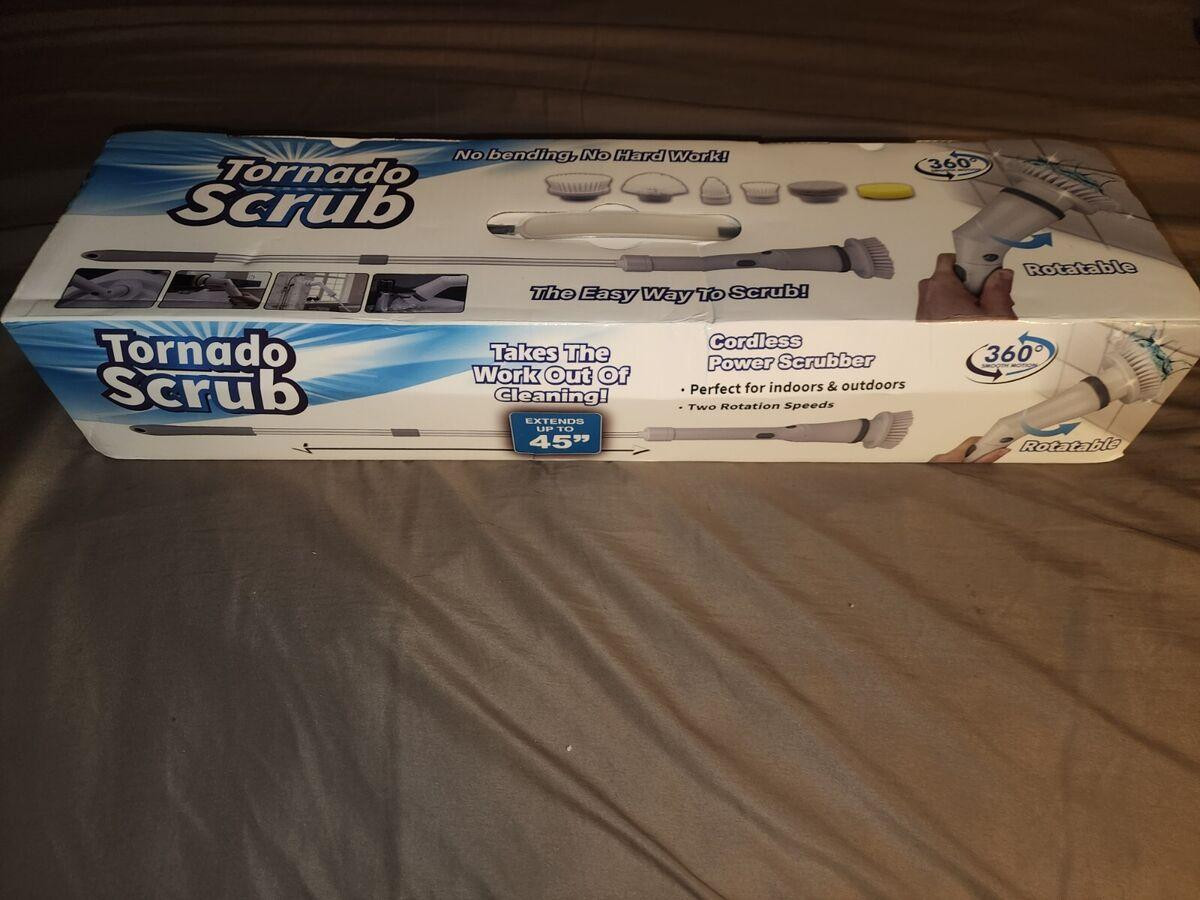 Tornado
Scrub
No bending, No Hard Work!
360°
Rotatable
The Easy Way To Scrub!
Tornado
Scrub
Takes The
Work Out Of
Cleaning!
EXTENDS
UP TO
45"
Cordless
Power Scrubber
• Perfect for indoors & outdoors
• Two Rotation Speeds
360°
SMOOTH MOTION
Rotatable